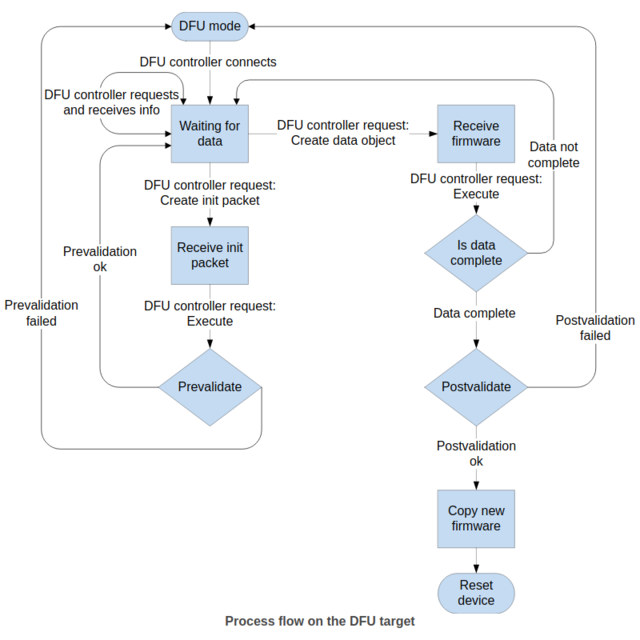 DFU mode
DFU controller connects
DFU controller requests
and receives info
Waiting for
data
DFU controller request:
Create data object
Receive
firmware
Data not
complete
DFU controller request:
Create init packet
DFU controller request:
Execute
Receive init
packet
Is data
complete
Prevalidation
ok
Prevalidation
failed
DFU controller request:
Execute
Data complete
Postvalidation
failed
Prevalidate
Postvalidate
Postvalidation
ok
Copy new
firmware
Reset
device
Process flow on the DFU target